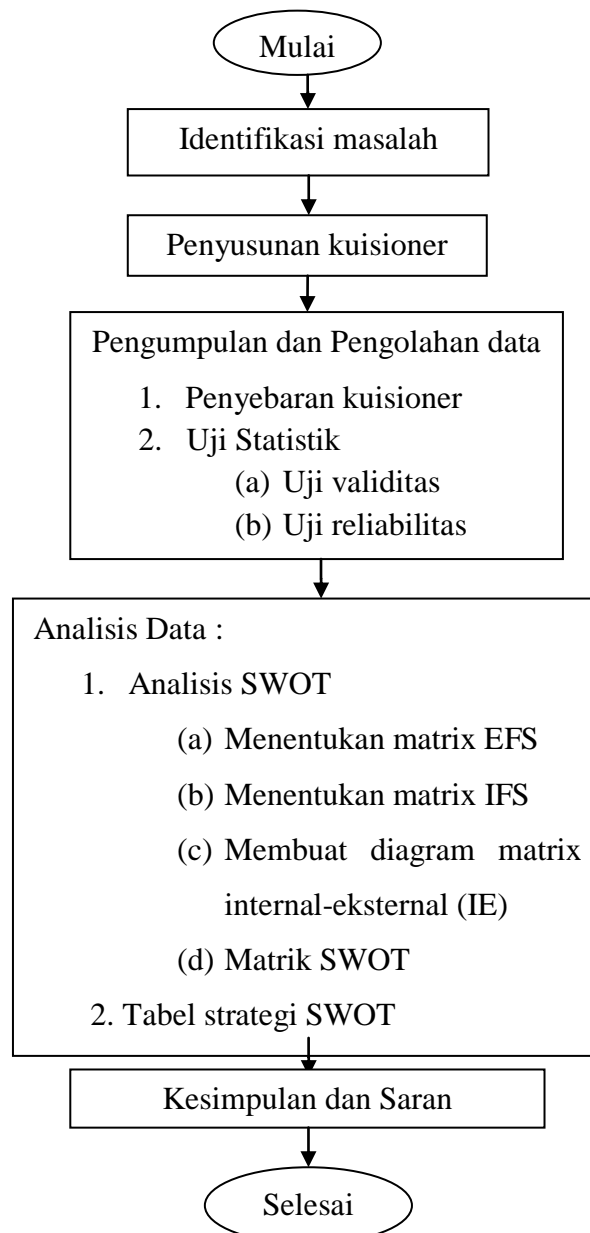 Mulai
Identifikasi masalah
Penyusunan kuisioner
Pengumpulan dan Pengolahan data
1. Penyebaran kuisioner
2. Uji Statistik
(a) Uji validitas
(b) Uji reliabilitas
Analisis Data :
1. Analisis SWOT
(a) Menentukan matrix EFS
(b) Menentukan matrix IFS
(c) Membuat diagram matrix
internal-eksternal (IE)
(d) Matrik SWOT
2. Tabel strategi SWOT
Kesimpulan dan Saran
Selesai